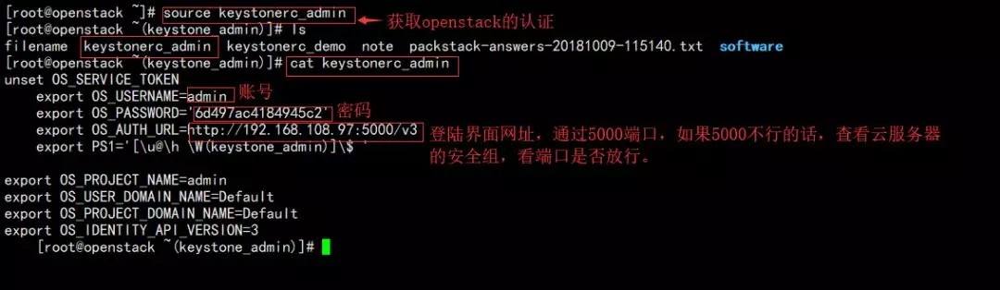 [root@openstack ~]# source keystonerc_admin
获取openstack的认证
[root@openstack ~(keystone_admin)]# ls
filename keystonerc_admin keystonerc_demo note packstack-answers-20181009-115140.txt software
[root@openstack ~(keystone_admin)]# cat keystonerc_admin
unset OS_SERVICE_TOKEN
export OS_USERNAME=admin 账号
export OS_PASSWORD='6d497ac4184945c2' 密码
export OS_AUTH_URL=http://192.168.108.97:5000/v3 登陆界面网址，通过5000端口，如果5000不行的话，查看云服务器
的安全组，看端口是否放行。
export PS1='[\u@\h \W(keystone_admin)]\$ '
export OS_PROJECT_NAME=admin
export OS_USER_DOMAIN_NAME=Default
export OS_PROJECT_DOMAIN_NAME=Default
export OS_IDENTITY_API_VERSION=3
[root@openstack ~(keystone_admin)]#